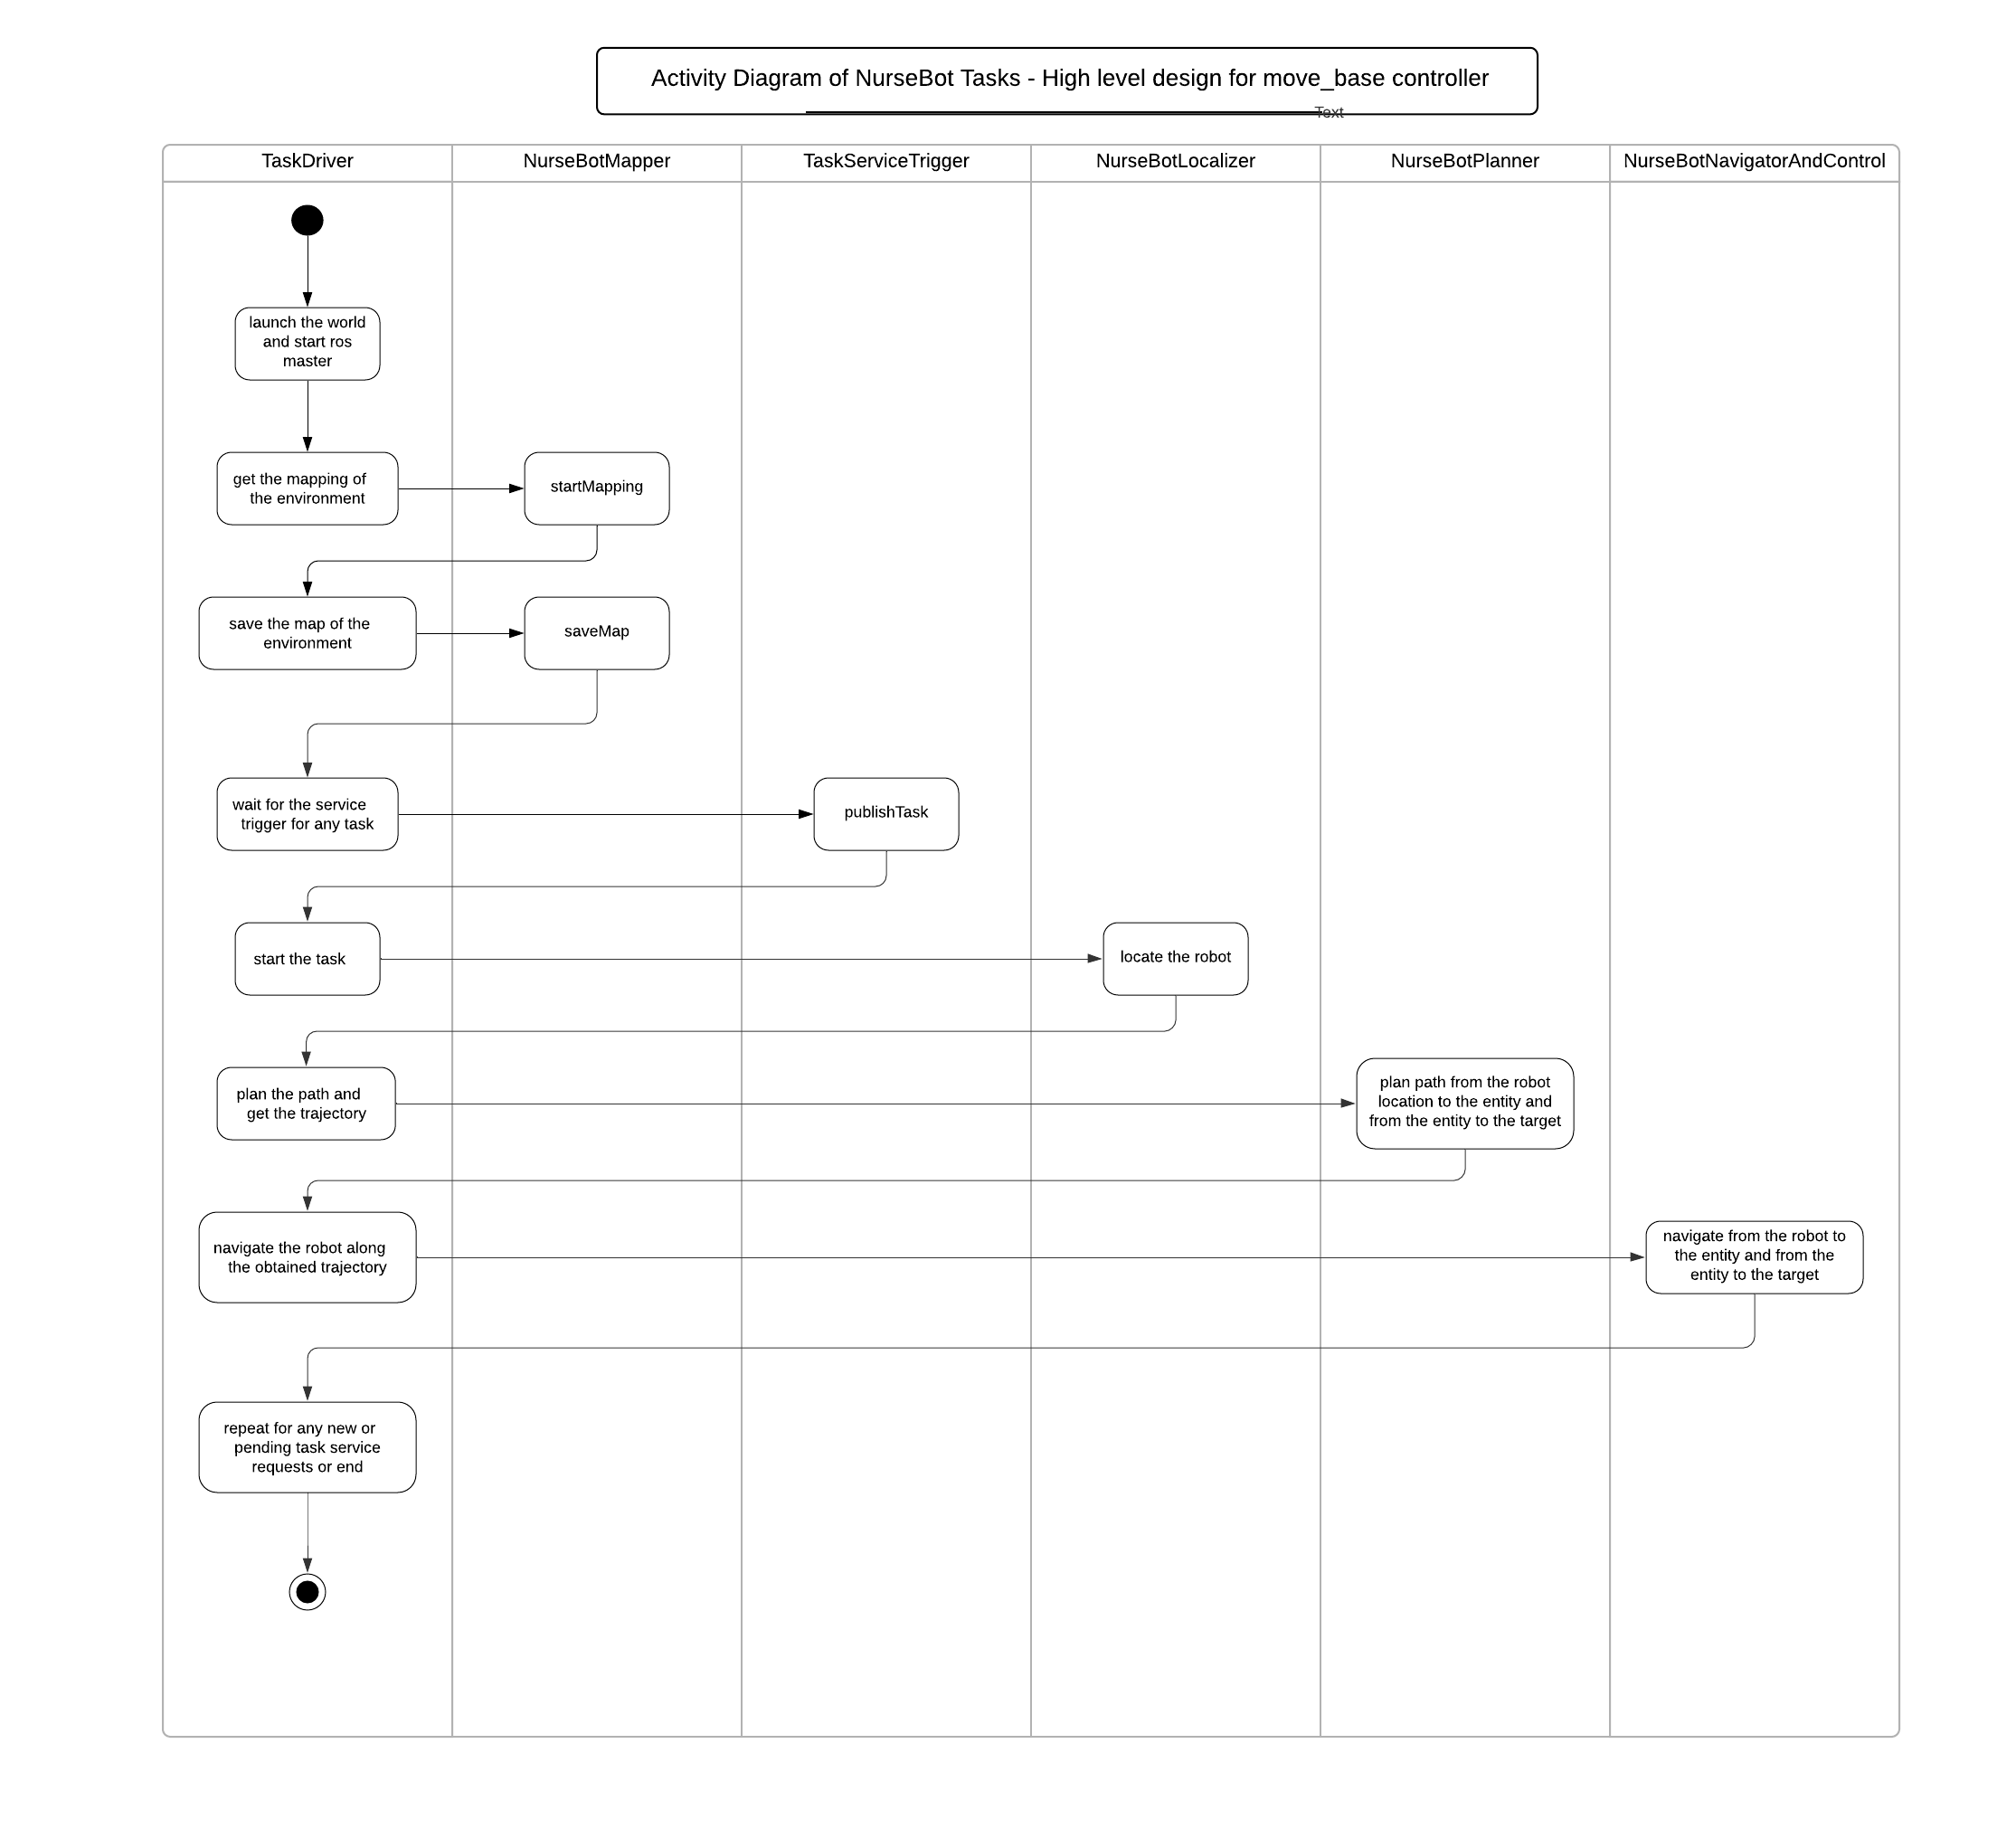 Activity Diagram of NurseBot Tasks - High level design for move_base controller
Text
TaskDriver
NurseBotMapper
TaskServiceTrigger
NurseBotLocalizer
NurseBotPlanner
NurseBotNavigatorAndControl
launch the world
and start ros
master
get the mapping of
the environment
startMapping
save the map of the
environment
saveMap
wait for the service
trigger for any task
publishTask
start the task
locate the robot
plan the path and
get the trajectory
plan path from the robot
location to the entity and
from the entity to the target
navigate the robot along
the obtained trajectory
navigate from the robot to
the entity and from the
entity to the target
repeat for any new or
pending task service
requests or end